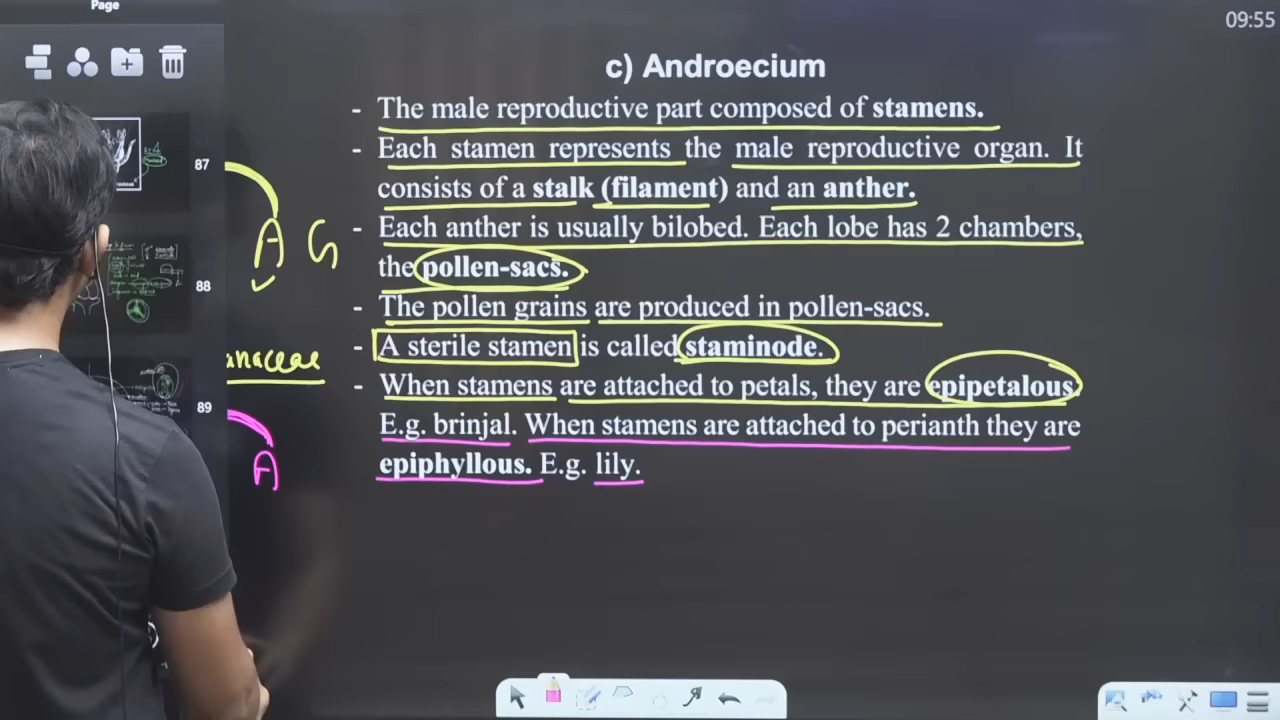 Page
09:55
c) Androecium
- The male reproductive part composed of stamens.
- Each stamen represents the male reproductive organ. It
consists of a stalk (filament) and an anther.
- Each anther is usually bilobed. Each lobe has 2 chambers,
the pollen-sacs.
- The pollen grains are produced in pollen-sacs.
- A sterile stamen is called staminode.
- When stamens are attached to petals, they are epipetalous.
E.g. brinjal. When stamens are attached to perianth they are
epiphyllous. E.g. lily.
87
A G
88
anaceae
89
A